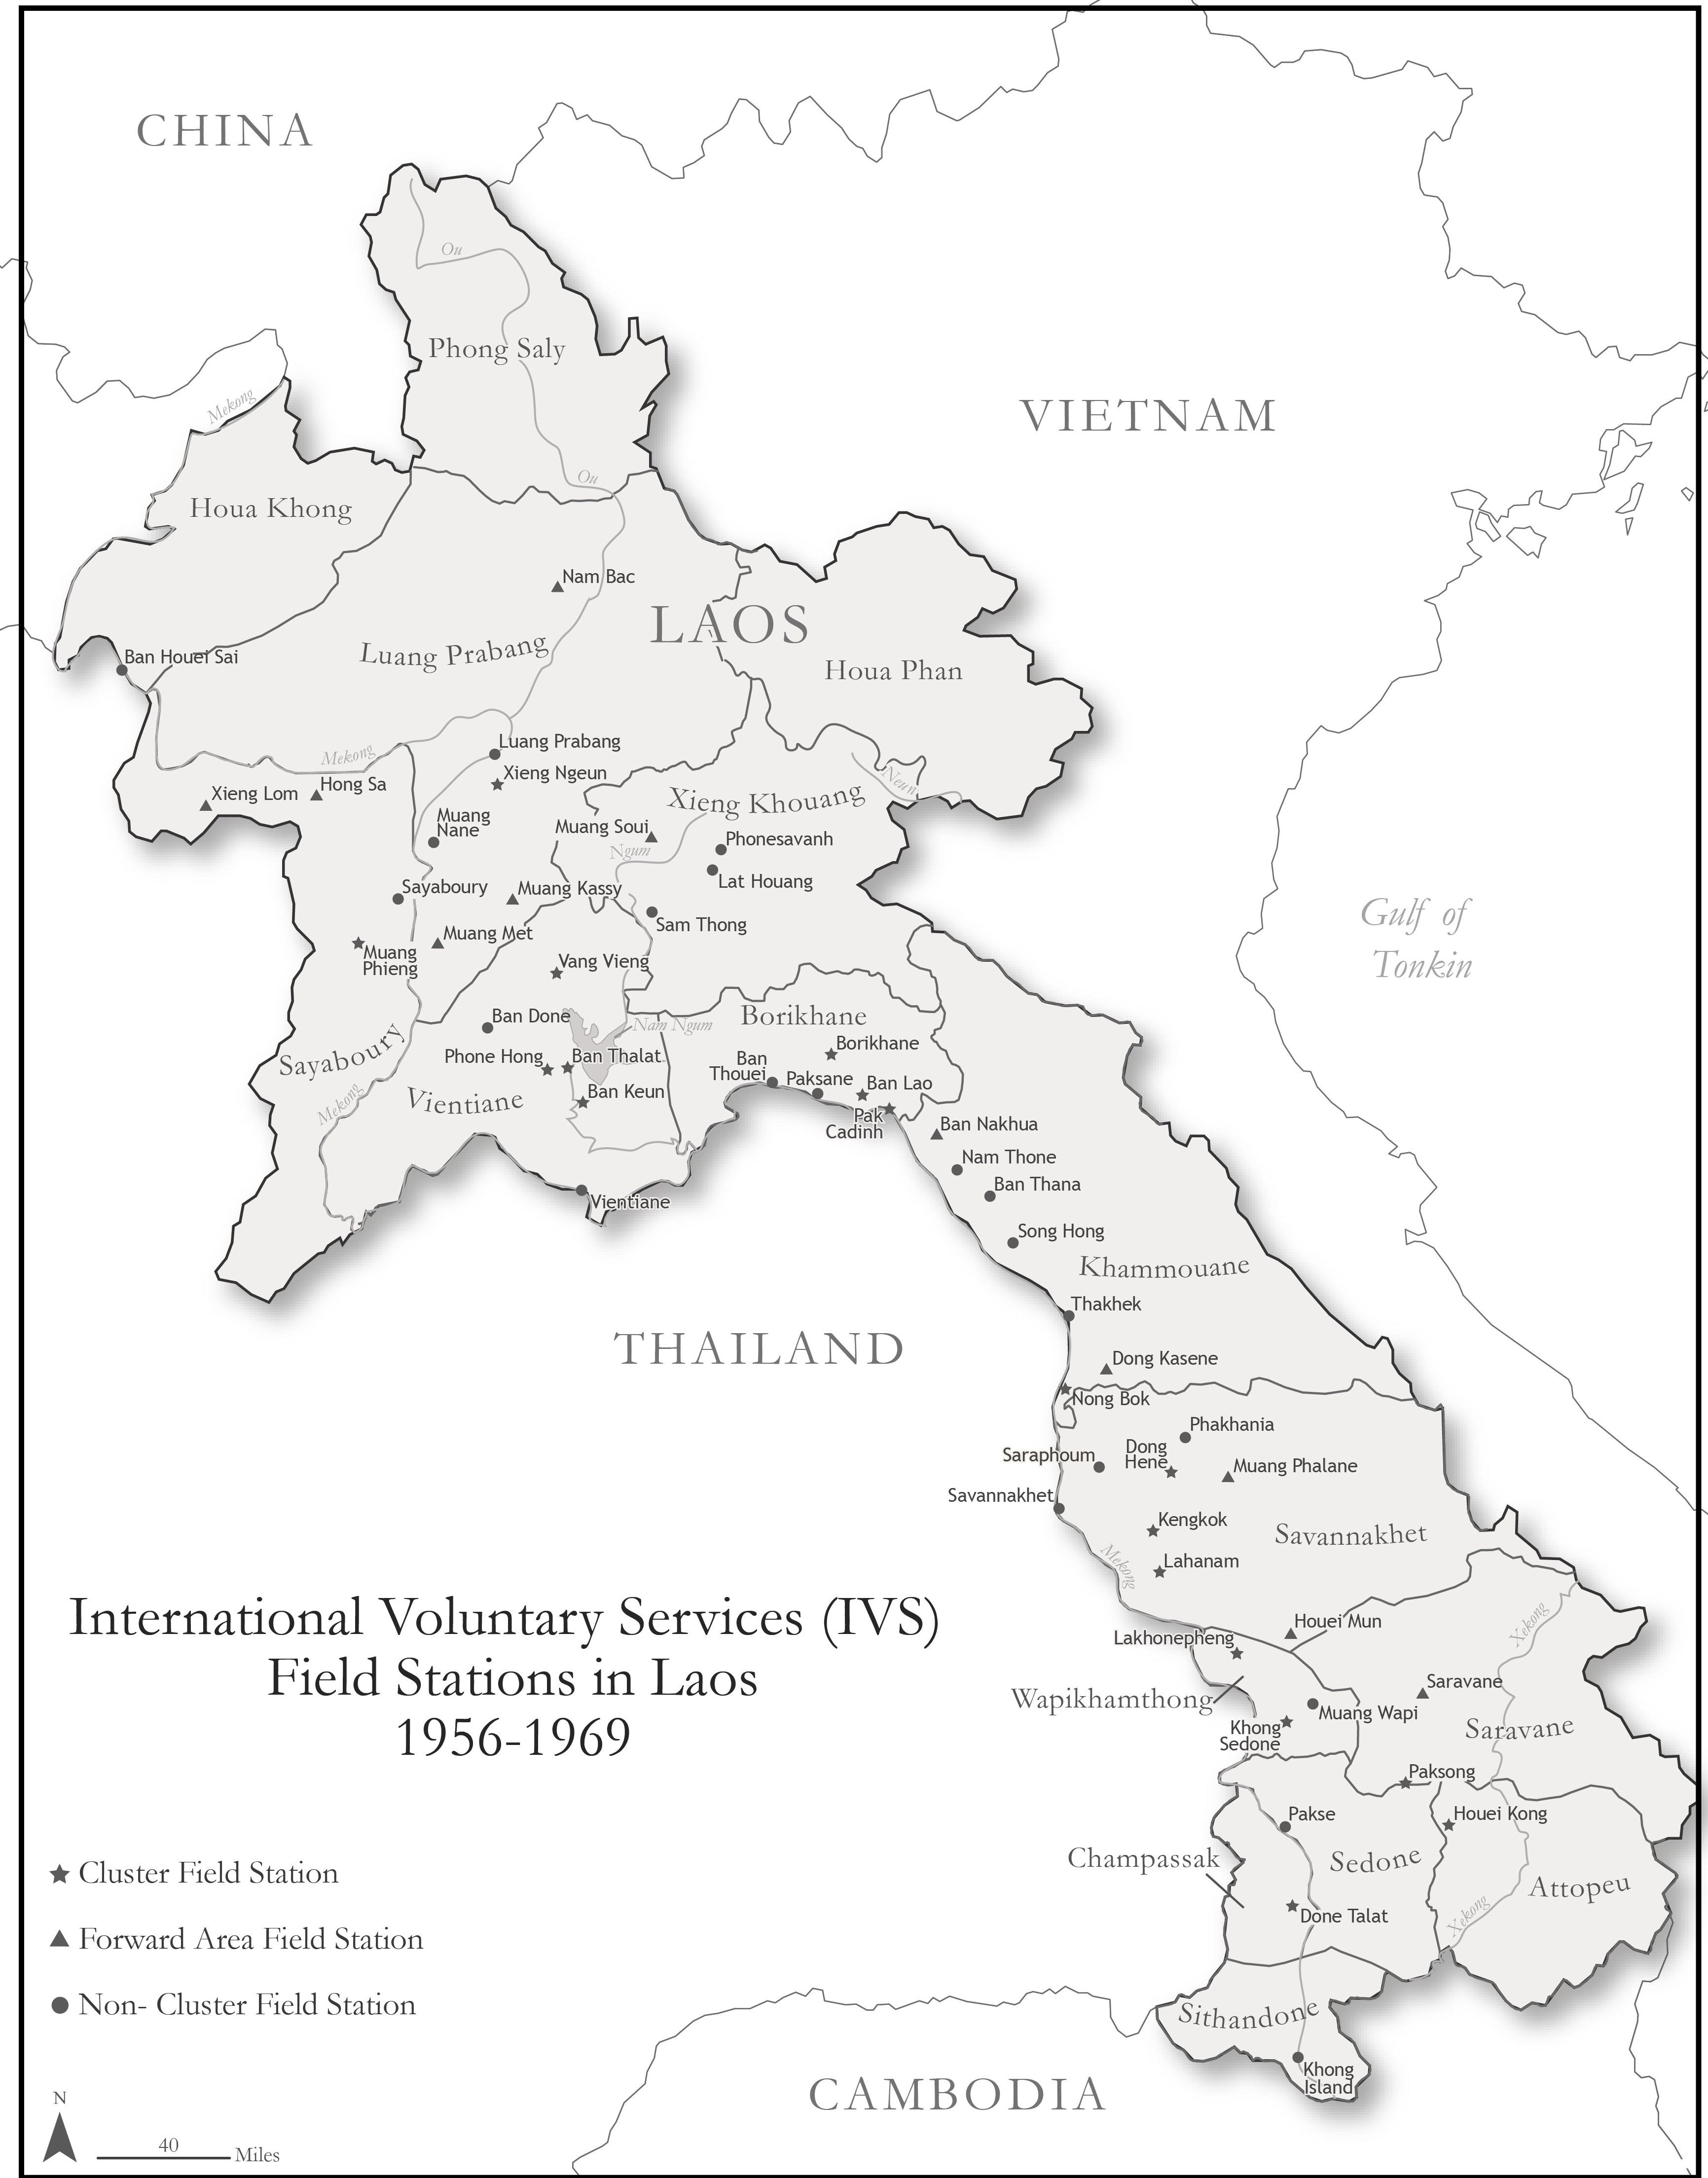 CHINA
Ou
Phong Saly
VIETNAM
Mekong
Houa Khong
Ou
Nam Bac
LAOS
Luang Prabang
Ban Houei Sai
Houa Phan
Luang Prabang
Mekong
Xieng Ngeun
Hong Sa
Xieng Lom
Neun
Xieng Khouang
Muang
Nane
Muang Soui
Phonesavanh
Ngum
Lat Houang
Sayaboury
Muang Kassy
Gulf of
Tonkin
Sam Thong
Muang Met
Muang
Phieng
Vang Vieng
Ban Done
Nam Ngum
Borikhane
Sayaboury
Borikhane
Phone Hong
Ban Thalat
Ban
Thouei
Paksane
Ban Lao
Ban Keun
Mekong
Vientiane
Pak
Cadinh
Ban Nakhua
Nam Thone
Ban Thana
Vientiane
Song Hong
Khammouane
Thakhek
THAILAND
Dong Kasene
Nong Bok
Phakhania
Saraphoum
Dong
Hene
Muang Phalane
Savannakhet
Kengkok
Savannakhet
Mekong
Lahanam
International Voluntary Services (IVS)
Field Stations in Laos
1956-1969
Houei Mun
Xekong
Lakhonepheng
Saravane
Wapikhamthong
Muang Wapi
Khong
Sedone
Saravane
Paksong
Pakse
Houei Kong
Champassak
Sedone
Attopeu
Xekong
Done Talat
Cluster Field Station
Forward Area Field Station
Non- Cluster Field Station
Sithandone
Khong
Island
CAMBODIA
N
40
Miles